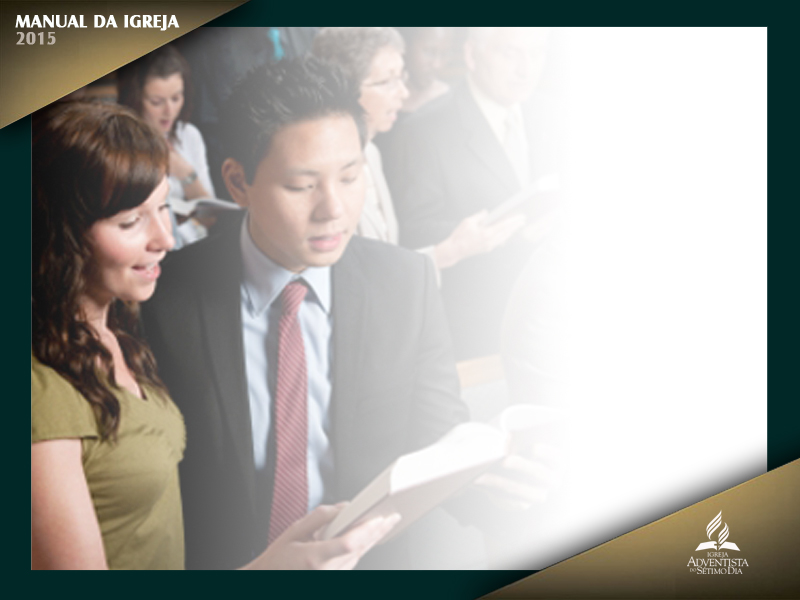 MANUAL DA IGREJA
2015
IGREJA
ADVENTISTA
DO SÉTIMO DIA